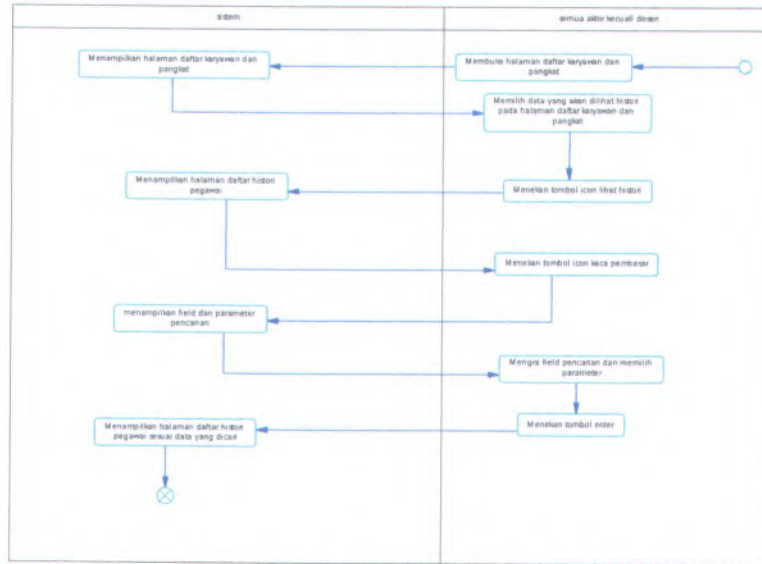 sistem
semua aktor kecuali dosen
Menampilkan halaman daftar karyawan dan
pangkat
Membuka halaman daftar karyawan dan
pangkat
Memilih data yang akan dilihat histori
pada halaman daftar karyawan dan
pangkat
Menampilkan halaman daftar histori
pegawai
Menekan tombol icon lihat histori
Menekan tombol icon kaca pembesar
menampilkan field dan parameter
pencarian
Mengisi field pencarian dan memilih
parameter
Menampilkan halaman daftar histori
pegawai sesuai data yang dicari
Menekan tombol enter